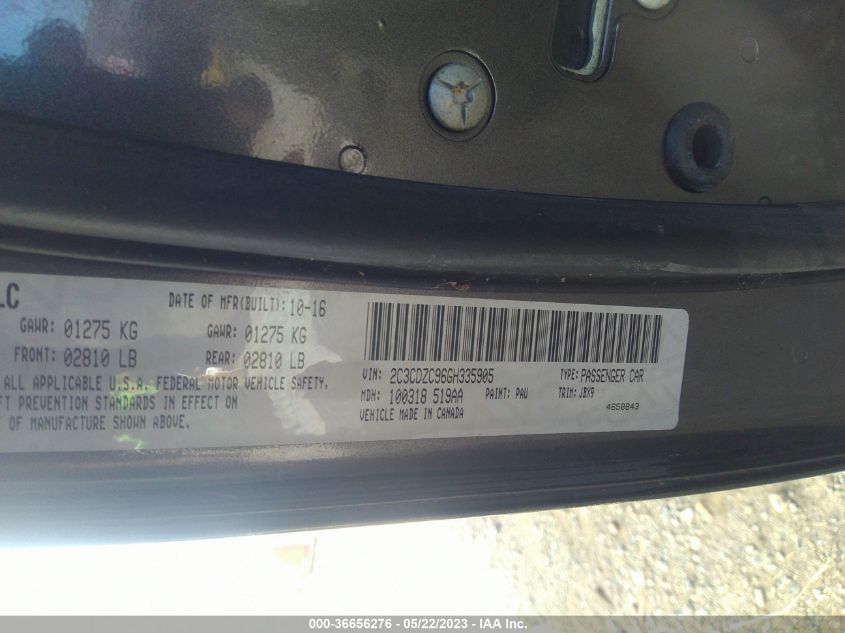 LC
DATE OF MFR(BUILT): 10-16
GAWR: 01275 KG GAWR: 01275 KG
FRONT: 02810 LB REAR: 02810 LB
ALL APPLICABLE U.S.A. FEDERAL MOTOR VEHICLE SAFETY,
FT PREVENTION STANDARDS IN EFFECT ON
OF MANUFACTURE SHOWN ABOVE.
VIN: 2C3CDZC96GH335905 TYPE: PASSENGER CAR
MDH: 100318 519AA PAINT: PAU TRIM: JBX9
VEHICLE MADE IN CANADA 4658843
000-36656276 - 05/22/2023 - IAA Inc.